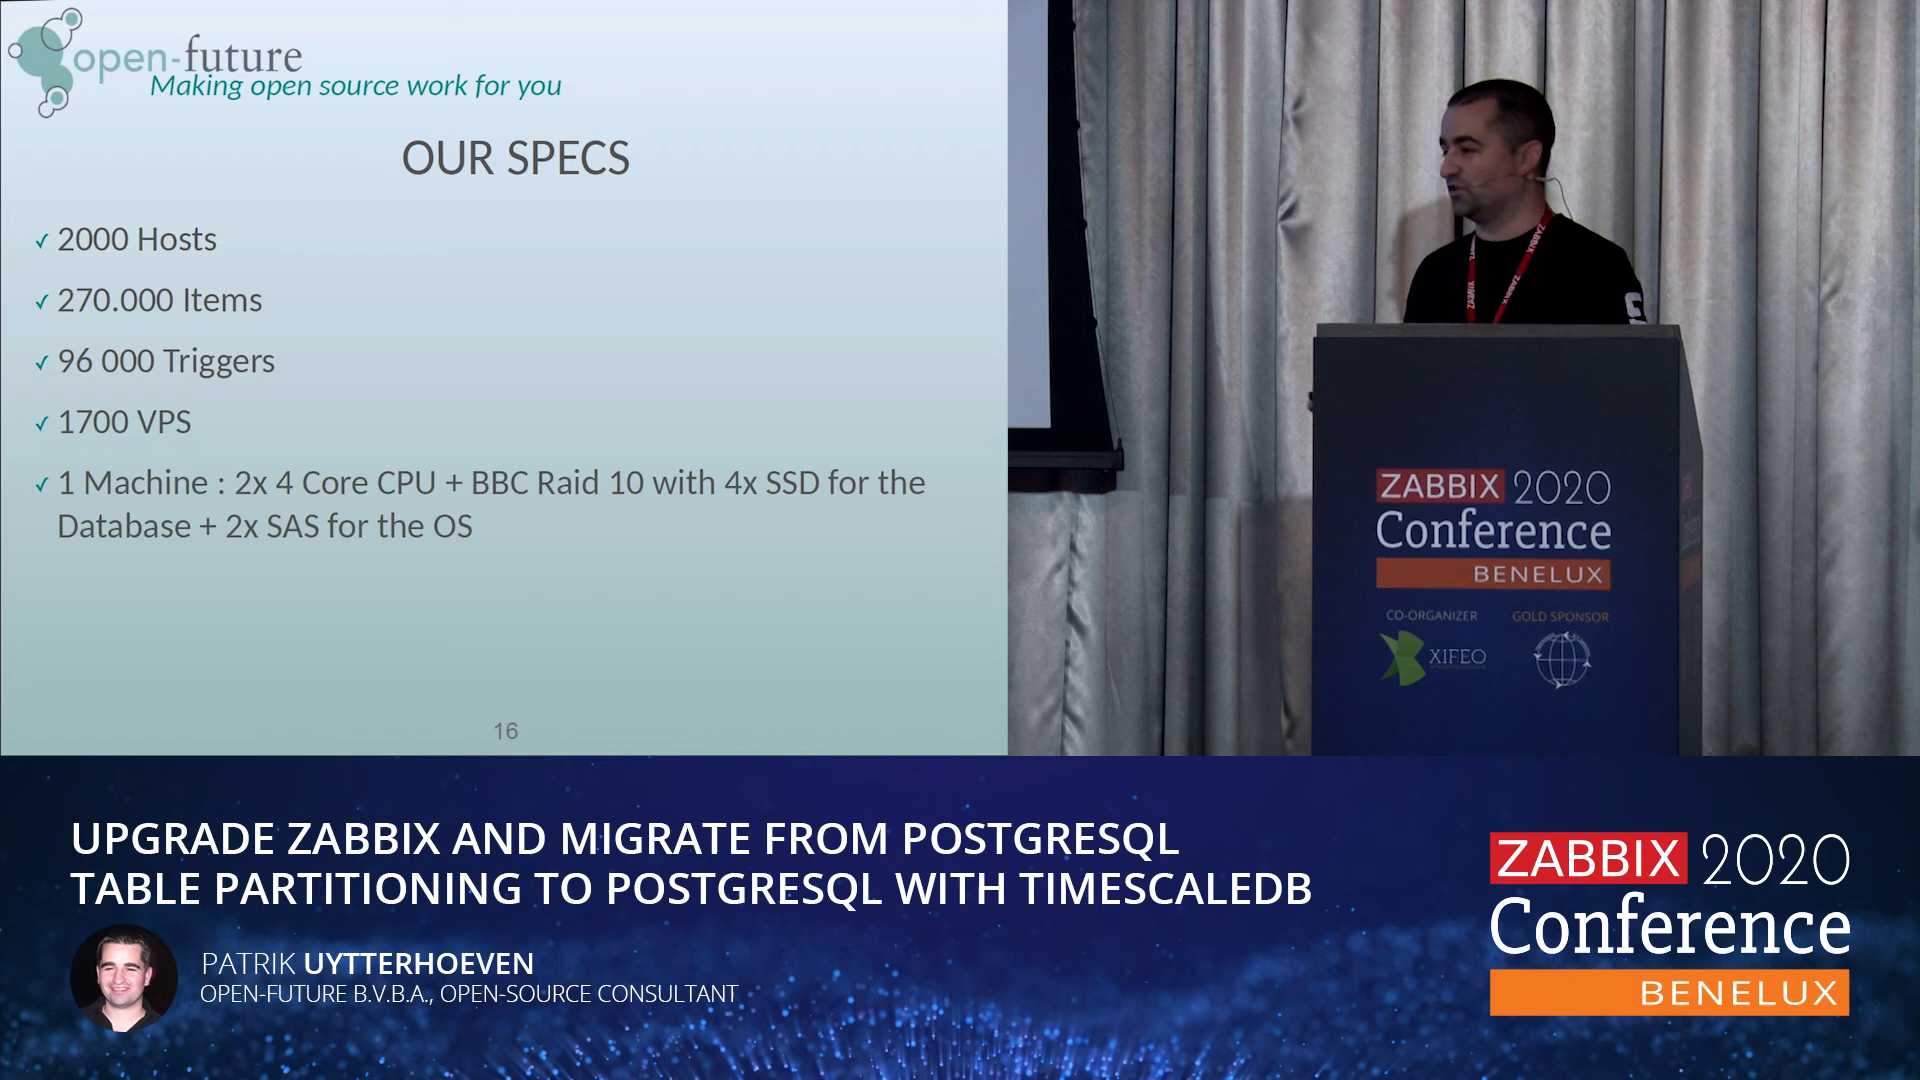 open-future
Making open source work for you
OUR SPECS
✓ 2000 Hosts
✓ 270.000 Items
✓ 96 000 Triggers
✓ 1700 VPS
✓ 1 Machine : 2x 4 Core CPU + BBC Raid 10 with 4x SSD for the
Database + 2x SAS for the OS
16
ZABBIX
ZABBIX 2020
Conference
BENELUX
CO-ORGANIZER
GOLD SPONSOR
XIFEO
UPGRADE ZABBIX AND MIGRATE FROM POSTGRESQL
TABLE PARTITIONING TO POSTGRESQL WITH TIMESCALEDB
PATRIK UYTTERHOEVEN
OPEN-FUTURE B.V.B.A., OPEN-SOURCE CONSULTANT
ZABBIX 2020
Conference
BENELUX